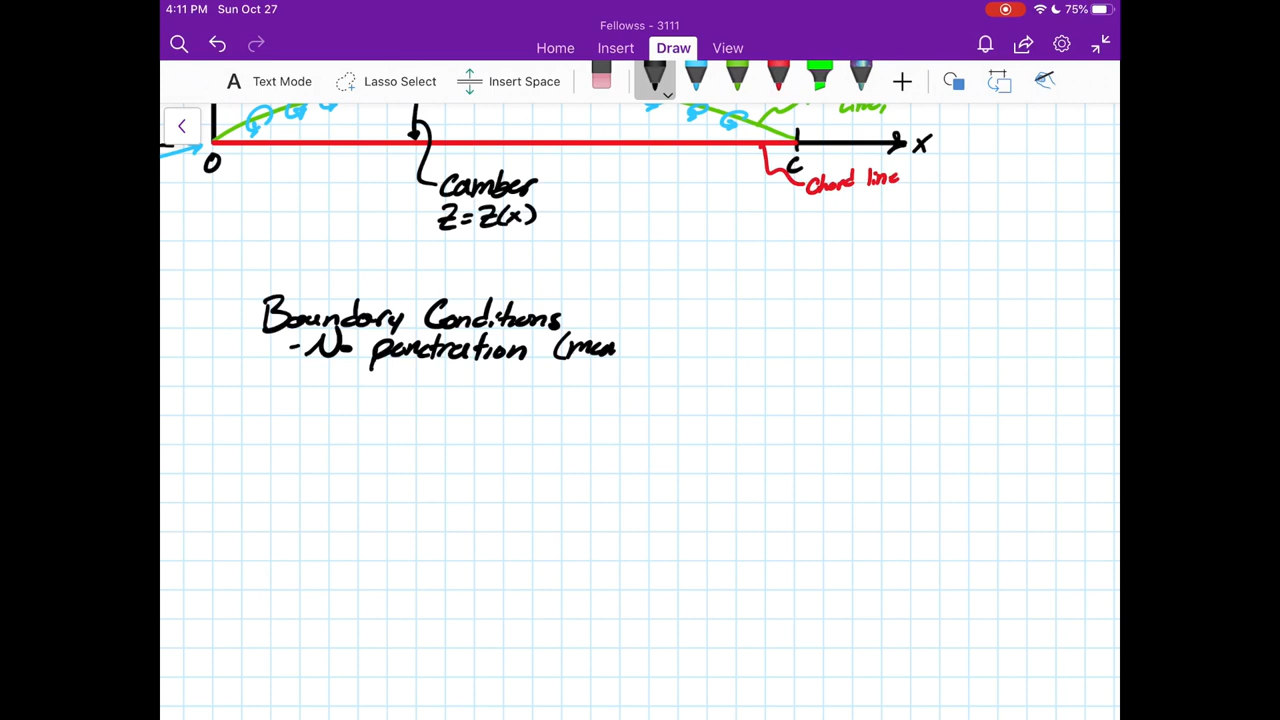 4:11 PM Sun Oct 27
75%
Fellowss - 3111
Home Insert Draw View
A Text Mode Lasso Select Insert Space
O
C
X
Chord line
Camber
Z = Z(x)
Boundary Conditions
- No penetration (mea